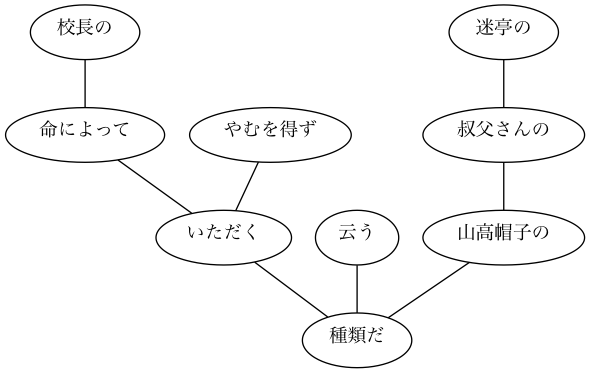 校長の
迷亭の
命によって
やむを得ず
叔父さんの
いただく
云う
山高帽子の
種類だ